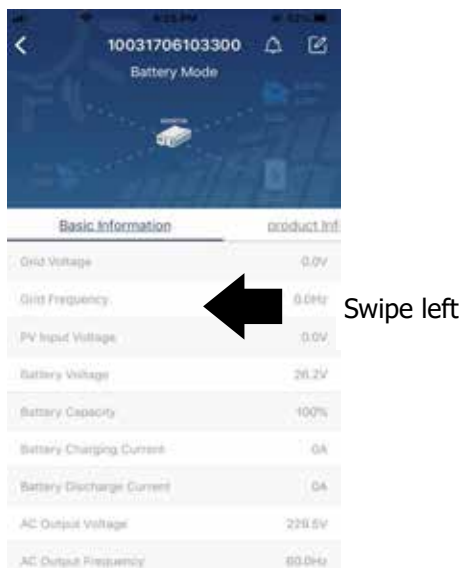 10031706103300
Battery Mode
Basic Information
product Inf
Grid Voltage 0.0V
Grid Frequency 0.0Hz
PV Input Voltage 0.0V
Battery Voltage 26.2V
Battery Capacity 100%
Battery Charging Current 0A
Battery Discharge Current 0A
AC Output Voltage 229.5V
AC Output Frequency 60.0Hz
Swipe left